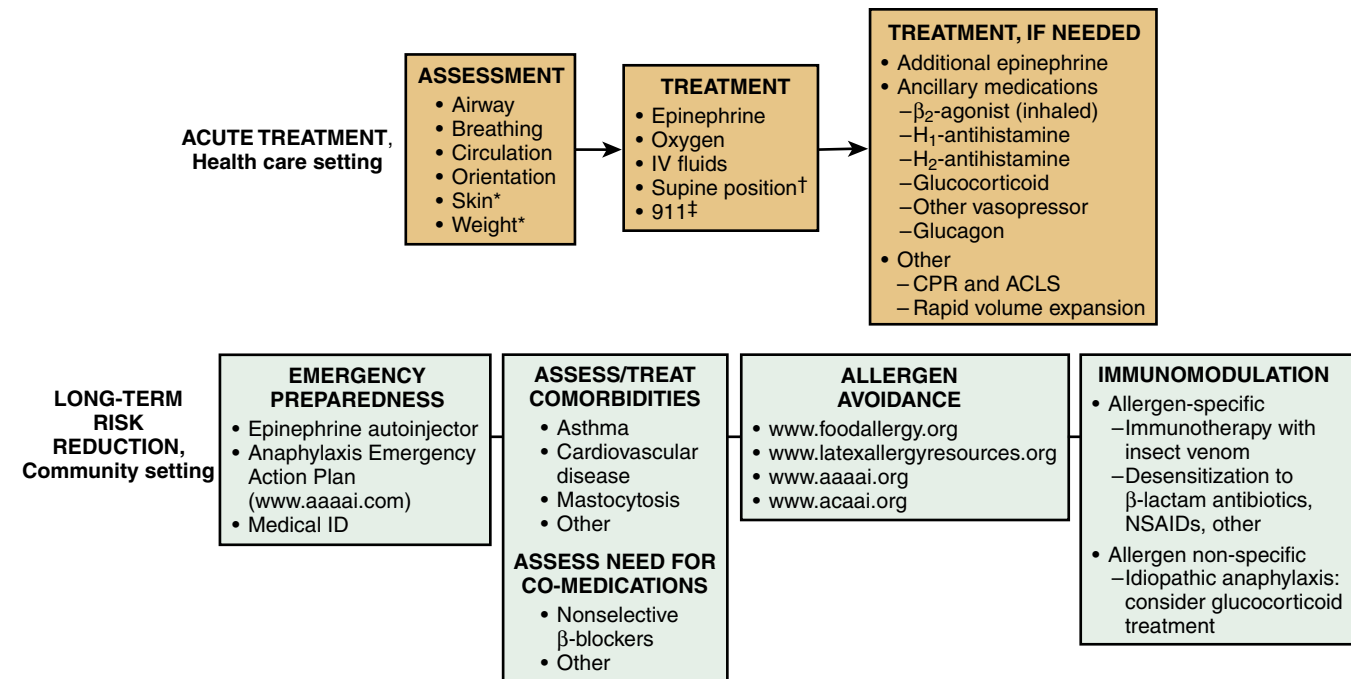 ACUTE TREATMENT,
Health care setting
ASSESSMENT
• Airway
• Breathing
• Circulation
• Orientation
• Skin*
• Weight*
TREATMENT
• Epinephrine
• Oxygen
• IV fluids
• Supine position†
• 911‡
TREATMENT, IF NEEDED
• Additional epinephrine
• Ancillary medications
–β₂-agonist (inhaled)
–H₁-antihistamine
–H₂-antihistamine
–Glucocorticoid
–Other vasopressor
–Glucagon
• Other
– CPR and ACLS
– Rapid volume expansion
LONG-TERM
RISK
REDUCTION,
Community setting
EMERGENCY
PREPAREDNESS
• Epinephrine autoinjector
• Anaphylaxis Emergency
Action Plan
(www.aaaai.com)
• Medical ID
ASSESS/TREAT
COMORBIDITIES
• Asthma
• Cardiovascular
disease
• Mastocytosis
• Other
ASSESS NEED FOR
CO-MEDICATIONS
• Nonselective
β-blockers
• Other
ALLERGEN
AVOIDANCE
• www.foodallergy.org
• www.latexallergyresources.org
• www.aaaai.org
• www.acaai.org
IMMUNOMODULATION
• Allergen-specific
–Immunotherapy with
insect venom
–Desensitization to
β-lactam antibiotics,
NSAIDs, other
• Allergen non-specific
–Idiopathic anaphylaxis:
consider glucocorticoid
treatment